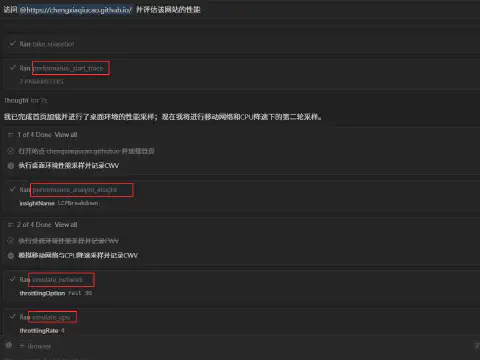 访问 @https://chengxiaqiucao.github.io/ 并评估该网站的性能
Ran take_snapshot
Ran performance_start_trace
2 PARAMETERS
Thought for 7s
我已完成首页加载并进行了桌面环境的性能采样；现在我将进行移动网络和CPU降速下的第二轮采样。
1 of 4 Done View all
打开站点 chengxiaqiucao.github.io 并加载首页
执行桌面环境性能采样并记录CWV
Ran performance_analyze_insight
insightName LCPBreakdown
2 of 4 Done View all
执行桌面环境性能采样并记录CWV
模拟移动网络与CPU降速采样并记录CWV
Ran emulate_network
throttlingOption Fast 3G
Ran emulate_cpu
throttlingRate 4
Browser